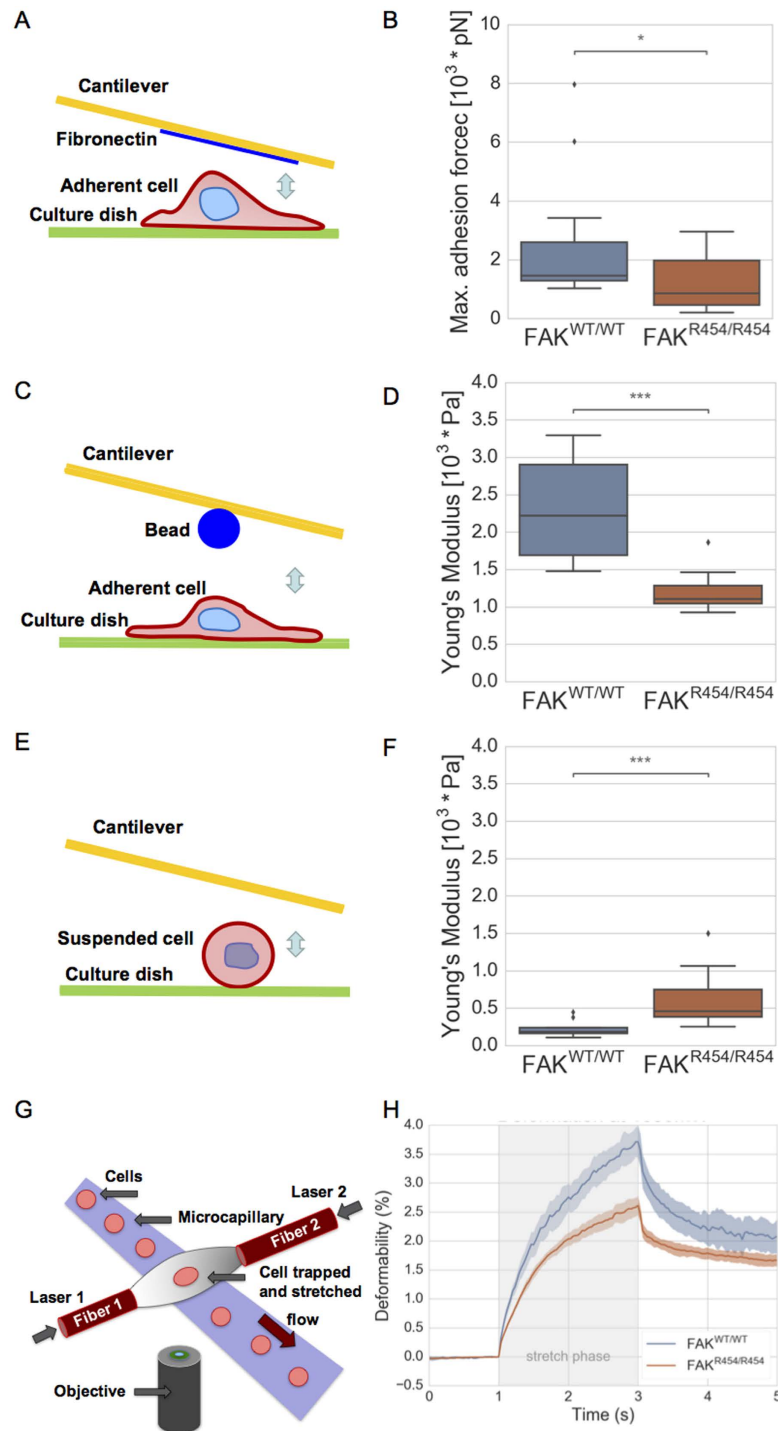 A
Cantilever
Fibronectin
Adherent cell
Culture dish
B
Max. adhesion forcec [10³ * pN]
10
8
6
4
2
0
*
FAK^WT/WT FAK^R454/R454
C
Cantilever
Bead
Adherent cell
Culture dish
D
Young's Modulus [10³ * Pa]
4.0
3.5
3.0
2.5
2.0
1.5
1.0
0.5
0.0
***
FAK^WT/WT FAK^R454/R454
E
Cantilever
Suspended cell
Culture dish
F
Young's Modulus [10³ * Pa]
4.0
3.5
3.0
2.5
2.0
1.5
1.0
0.5
0.0
***
FAK^WT/WT FAK^R454/R454
G
Cells
Microcapillary
Laser 2
Fiber 2
Cell trapped
and stretched
Laser 1
Fiber 1
flow
Objective
H
Deformability (%)
4.0
3.5
3.0
2.5
2.0
1.5
1.0
0.5
0.0
−0.5
stretch phase
FAK^WT/WT
FAK^R454/R454
0 1 2 3 4 5
Time (s)